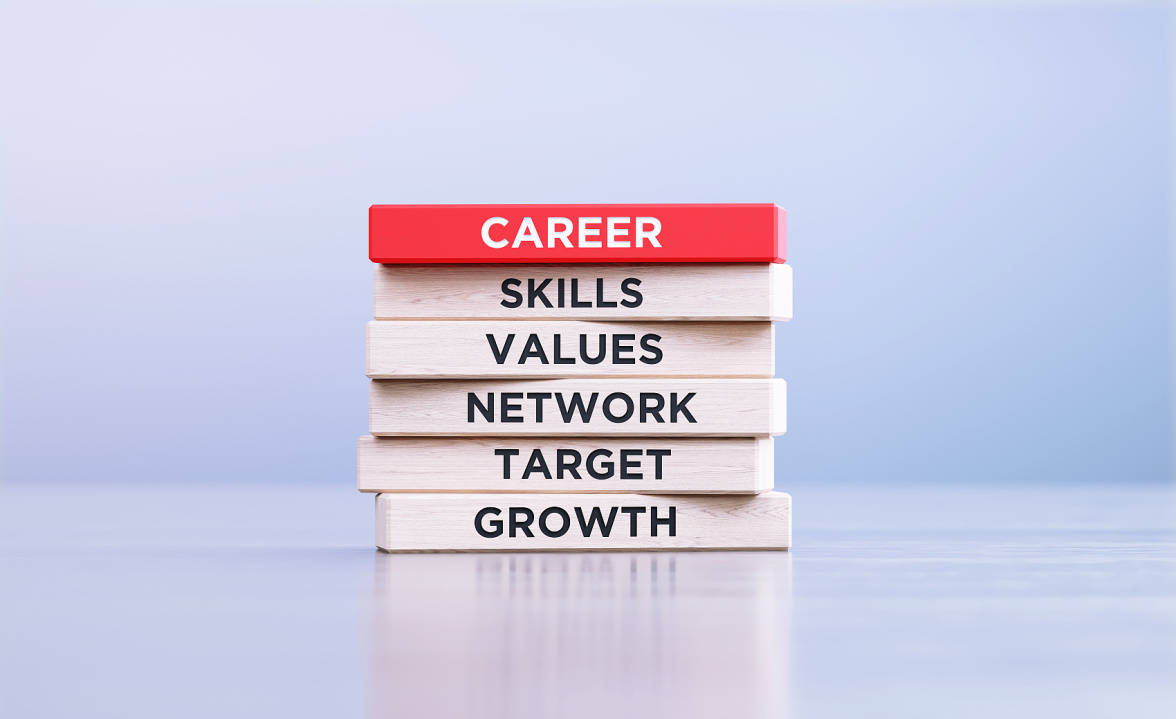 CAREER
SKILLS
VALUES
NETWORK
TARGET
GROWTH